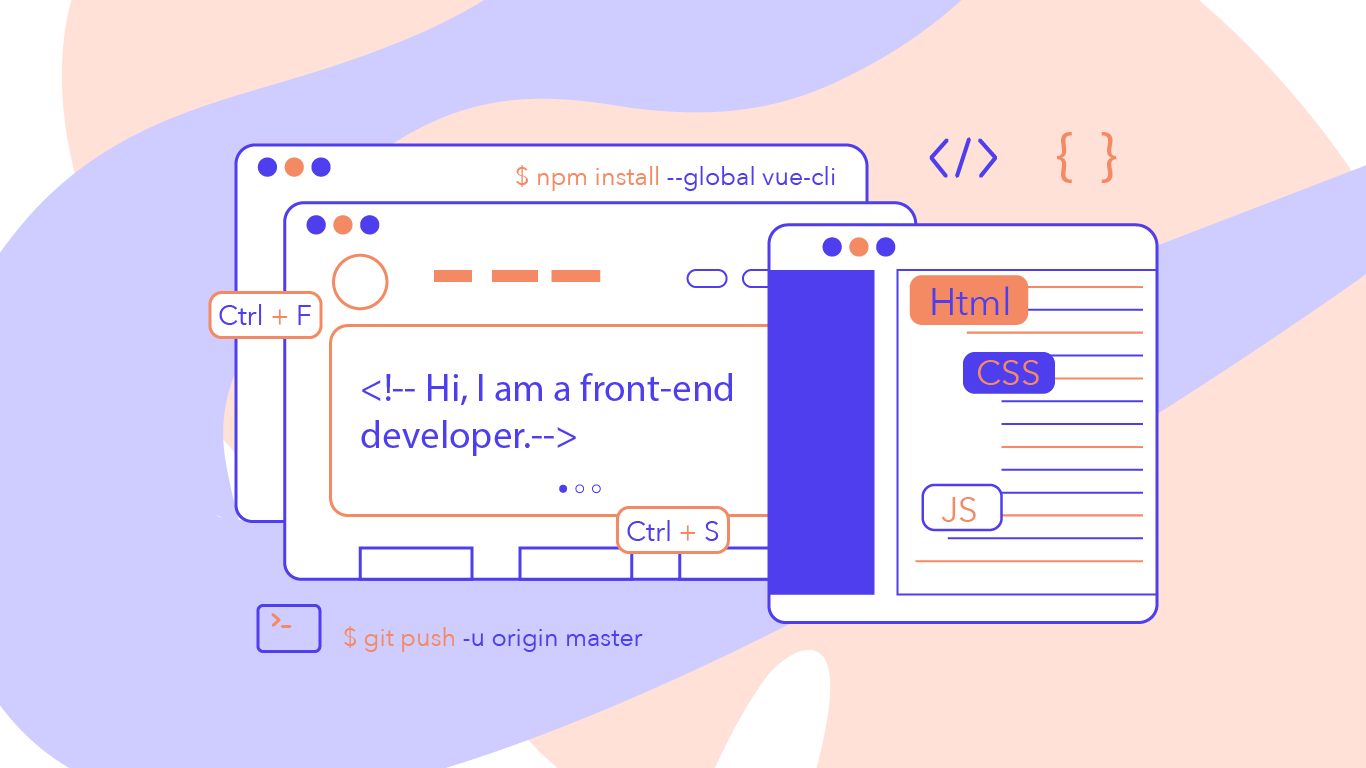 $ npm install --global vue-cli
</>
{ }
Html
Ctrl + F
CSS
<!-- Hi, I am a front-end
developer.-->
JS
Ctrl + S
>_
$ git push -u origin master